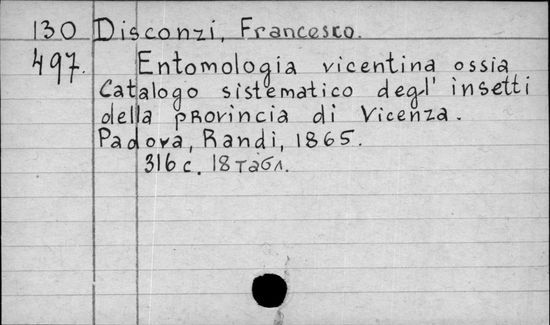 130 Disconzi, Francesco.
497. Entomologia vicentina ossia
Catalogo sistematico degl' insetti
della provincia di Vicenza.
Padova, Randi, 1865.
316 c. 18 табл.